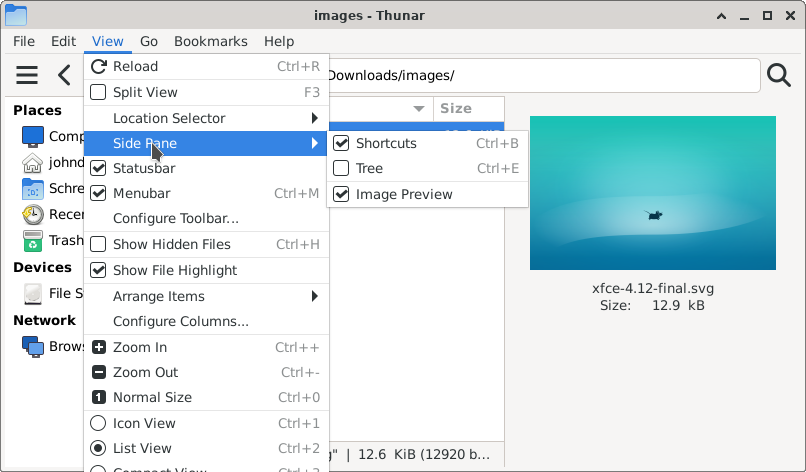 images - Thunar
File Edit View Go Bookmarks Help
Downloads/images/
Places
Comp
johnd
Schre
Recen
Trash
Devices
File S
Network
Brows
Reload Ctrl+R
Split View F3
Location Selector
Side Pane
Statusbar
Menubar Ctrl+M
Configure Toolbar...
Show Hidden Files Ctrl+H
Show File Highlight
Arrange Items
Configure Columns...
Zoom In Ctrl++
Zoom Out Ctrl+-
Normal Size Ctrl+0
Icon View Ctrl+1
List View Ctrl+2
Compact View Ctrl+3
Size
Shortcuts Ctrl+B
Tree Ctrl+E
Image Preview
g" | 12.6 KiB (12920 b...
xfce-4.12-final.svg
Size: 12.9 kB